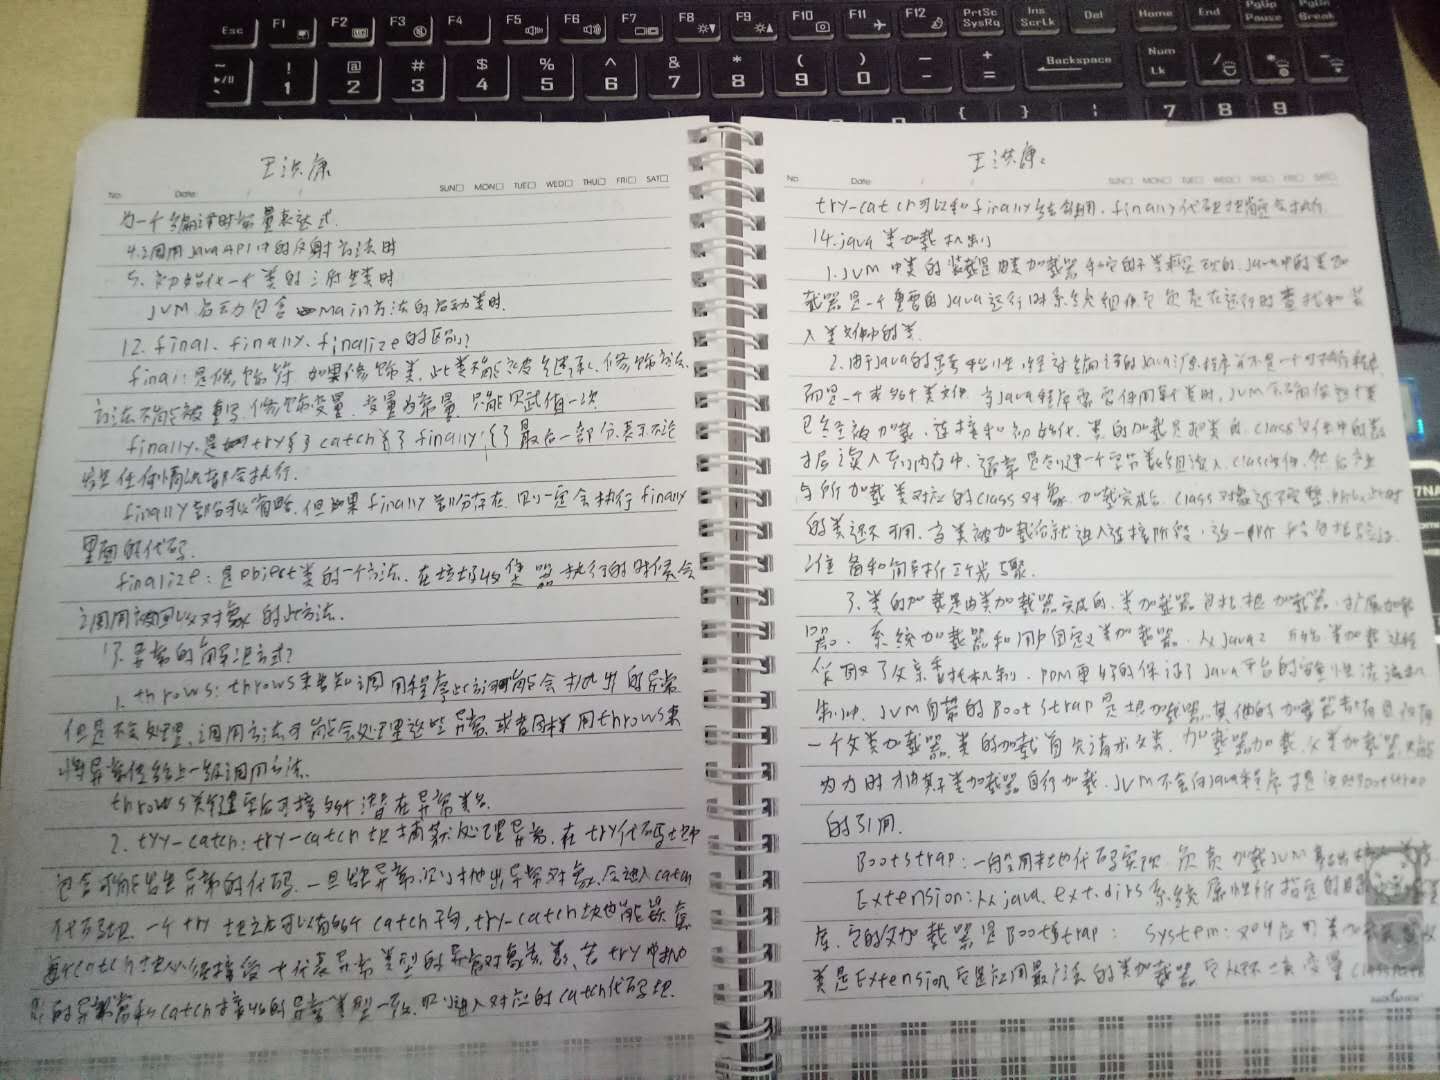 Esc F1 F2 F3 F4 F5 F6 F7 F8 F9 F10 F11 F12 PrtSc SysRq Ins ScrLk Del Home End PgUp Pause PgDn Break
~ ! 1 @ 2 # 3 $ 4 % 5 ^ 6 & 7 * 8 ( 9 ) 0 - + = Backspace Num Lk
{ } 7 8 9
王洪康
No. Date: SUN□ MON□ TUE□ WED□ THU□ FRI□ SAT□
为一个编译时常量表达式.
4.调用java API中的反射方法时
5.初始化一个类的 类时
JVM启动包含 Main方法的启动类时.
12. final、finally、finalize的区别?
final:是修饰符 如果修饰类,此类不能被继承,修饰方法,
方法不能被重写,修饰变量,变量为常量 只能赋值一次
finally:是 try{} catch{} finally{}最后一部分,表示不论
发生任何情况都会执行.
finally部分可以省略,但如果finally部分存在,则一定会执行finally
里面的代码.
finalize:是object类的一个方法,在垃圾收集器执行的时候会
调用被回收对象的此方法.
13.异常的解决方式?
1. throws: throws来告知调用程序此方法可能会抛出的异常
但是不去处理,调用方法可能会处理这些异常,或者同样用throws来
将异常传给上一级调用方法.
throws关键字后可接多个潜在异常类名.
2. tyy-catch:try-catch块捕获处理异常,在try代码块中
包含可能出生异常的代码.一旦 异常,则抛出异常对象,会进入catch
代码块.一个try块之后可以有多个catch子句,try-catch块也能嵌套
每个catch块 接受 代表异常类型的异常对象 ,若try中抛
的异常 和catch接收的异常类型一致,则进入对应的catch代码块.
王洪康
No. Date: SUN□ MON□ TUE□ WED□ THU□ FRI□ SAT□
try-catch可以和finally结合用,finally代码块 会执行
14.java类加载机制
1.JVM中类的装载是由类加载器和它的子类来实现的,java中的类加
载器是一个重要的java运行时系统组件它负责在运行时查找和装
入类文件中的类.
2.由于java的 性,经过编译的java源程序并不是一个可执行程序,
而是一个或多个类文件 当java程序需要使用某个类时,JVM会确保这个类
已经被加载、连接和初始化.类的加载是把类的.class文件中的数
据读入到内存中,通常是创建一个字节数组读入.class文件,然后产生
与所加载类对应的class对象.加载完成后,class对象还不完整,所以此时
的类还不可用,当类被加载后就进入连接阶段,这一阶段 包括验证
准备和解析三个步骤.
3.类的加载是由类加载器完成的,类加载器包括根加载器、扩展加载
器、系统加载器和用户自定义类加载器.从java2 开始 类加载过程
采取了父亲委托机制.PDM更好的保证了java平台的安全性 该机
制中,JVM自带的Bootstrap是根加载器,其他的加载器都有且仅有
一个父类加载器.类的加载首先请求父类 加载器加载,父类加载器无能
为力时才由其子类加载器自行加载.JVM不会向java程序提供对Bootstrap
的引用.
Bootstrap:一般用本地代码实现,负责加载JVM基础核心类
Extension:从java.ext.dirs系统属性所指定的目
库,它的父加载器是Bootstrap: System:又叫应用类加载器
类是Extension 它是应用最广泛的类加载器 它从环境变量classpath